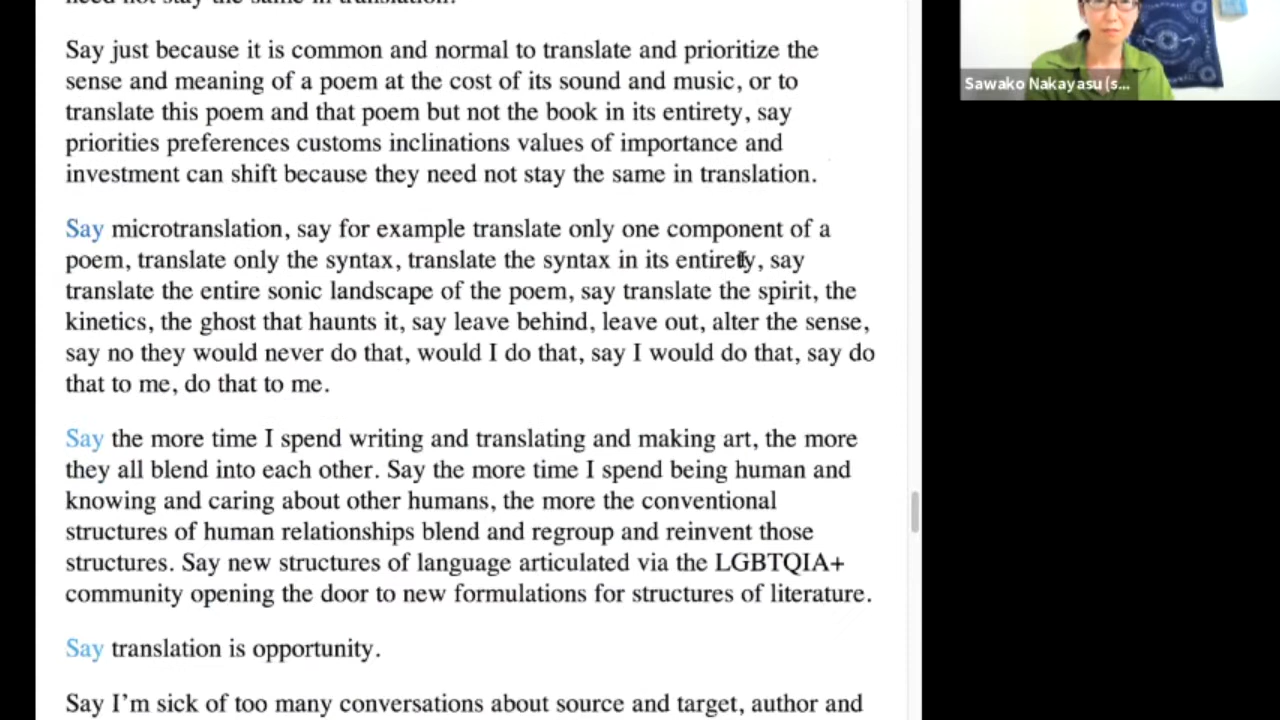 need not stay the same in translation.
Say just because it is common and normal to translate and prioritize the
sense and meaning of a poem at the cost of its sound and music, or to
translate this poem and that poem but not the book in its entirety, say
priorities preferences customs inclinations values of importance and
investment can shift because they need not stay the same in translation.
Say microtranslation, say for example translate only one component of a
poem, translate only the syntax, translate the syntax in its entirety, say
translate the entire sonic landscape of the poem, say translate the spirit, the
kinetics, the ghost that haunts it, say leave behind, leave out, alter the sense,
say no they would never do that, would I do that, say I would do that, say do
that to me, do that to me.
Say the more time I spend writing and translating and making art, the more
they all blend into each other. Say the more time I spend being human and
knowing and caring about other humans, the more the conventional
structures of human relationships blend and regroup and reinvent those
structures. Say new structures of language articulated via the LGBTQIA+
community opening the door to new formulations for structures of literature.
Say translation is opportunity.
Say I'm sick of too many conversations about source and target, author and
Sawako Nakayasu (s...